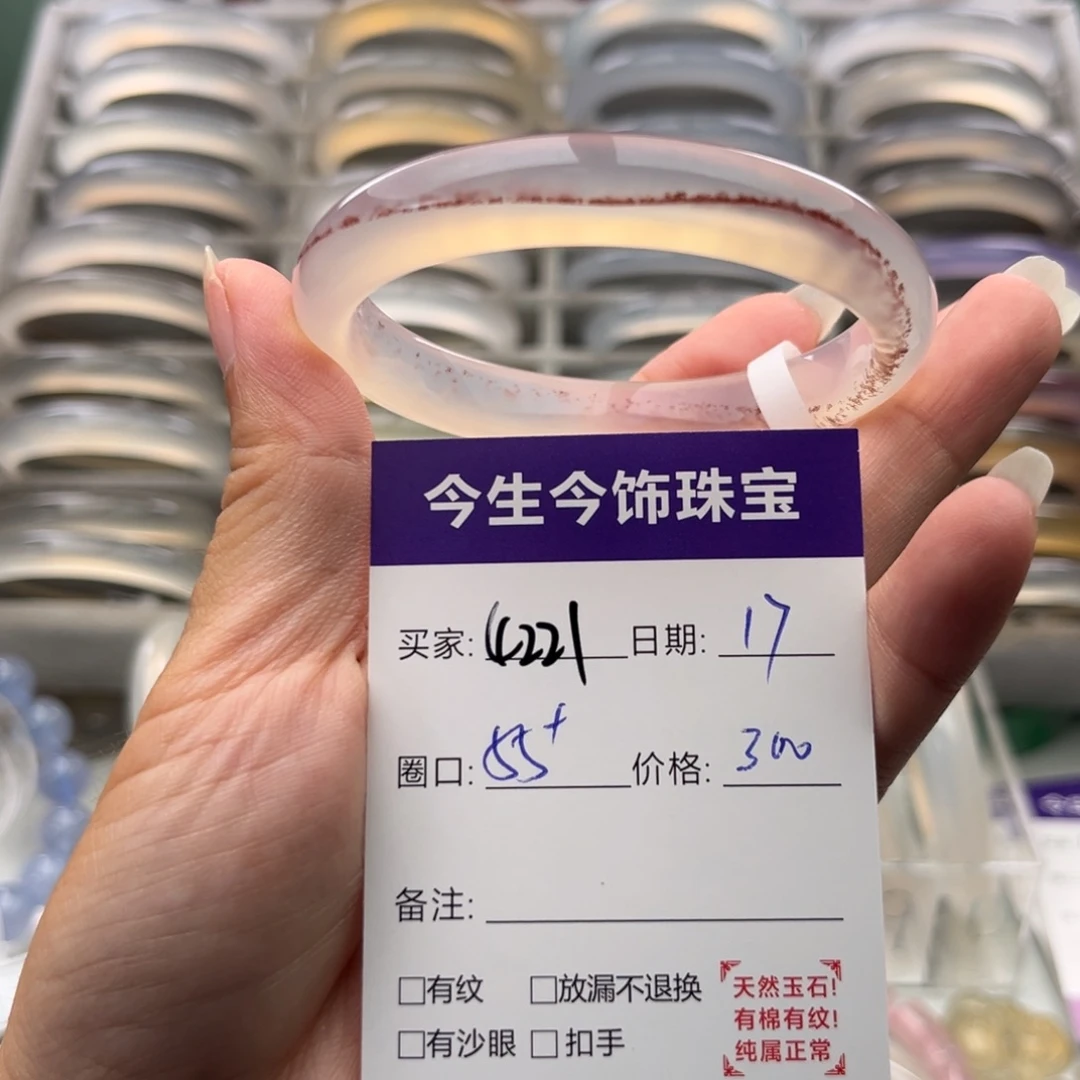 今生今饰珠宝
买家: 4221 日期: 17
圈口: 55+ 价格: 300
备注:
□有纹 □放漏不退换
□有沙眼 □扣手
天然玉石!
有棉有纹!
纯属正常